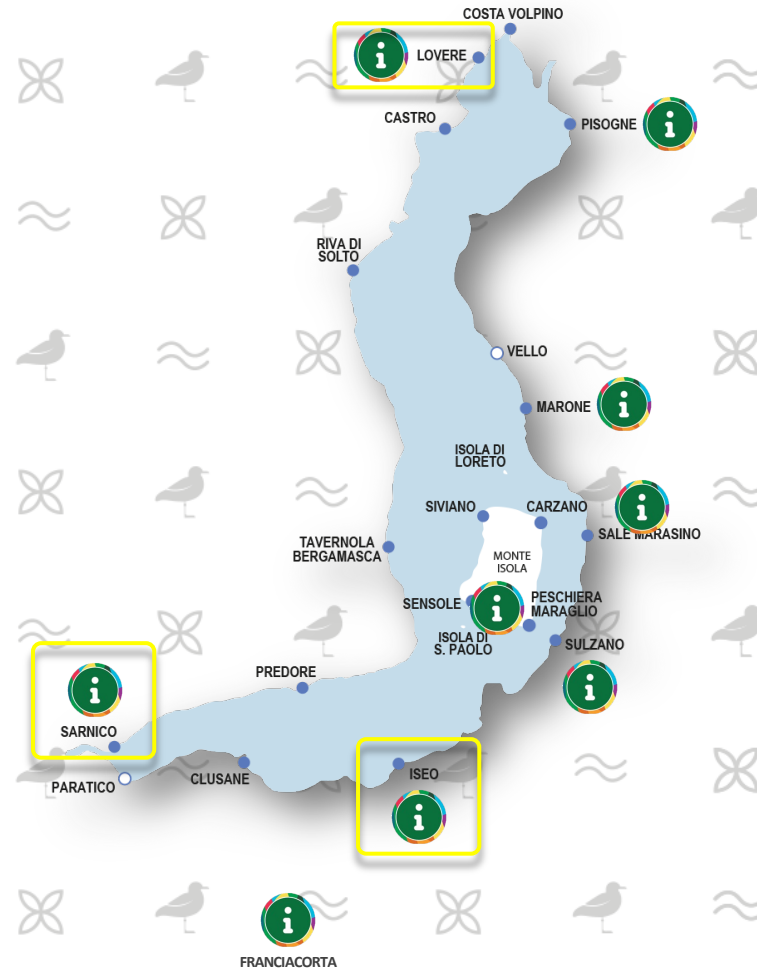 COSTA VOLPINO
i
LOVERE
CASTRO
PISOGNE
i
RIVA DI
SOLTO
VELLO
MARONE
i
ISOLA DI
LORETO
SIVIANO
CARZANO
i
SALE MARASINO
TAVERNOLA
BERGAMASCA
MONTE
ISOLA
SENSOLE
i
PESCHIERA
MARAGLIO
ISOLA DI
S. PAOLO
SULZANO
i
PREDORE
i
SARNICO
PARATICO
CLUSANE
ISEO
i
i
FRANCIACORTA